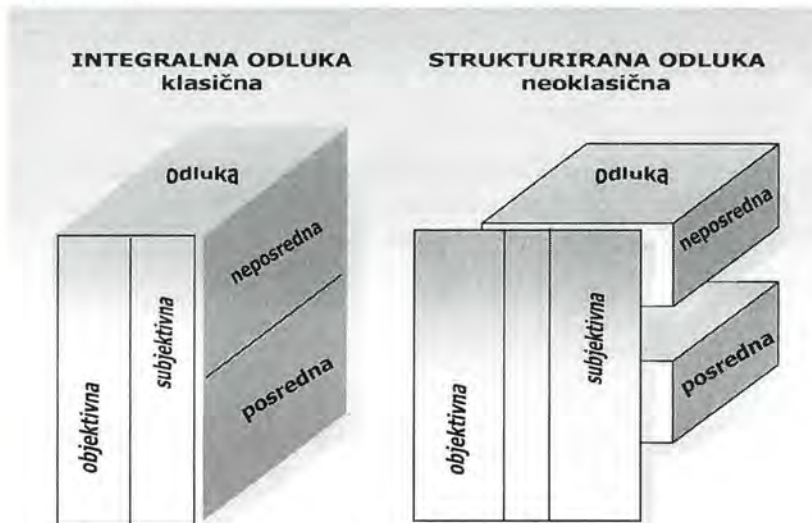 INTEGRALNA ODLUKA
klasična
odluka
neposredna
posredna
objektivna
subjektivna
STRUKTURIRANA ODLUKA
neoklasična
odluka
neposredna
posredna
objektivna
subjektivna